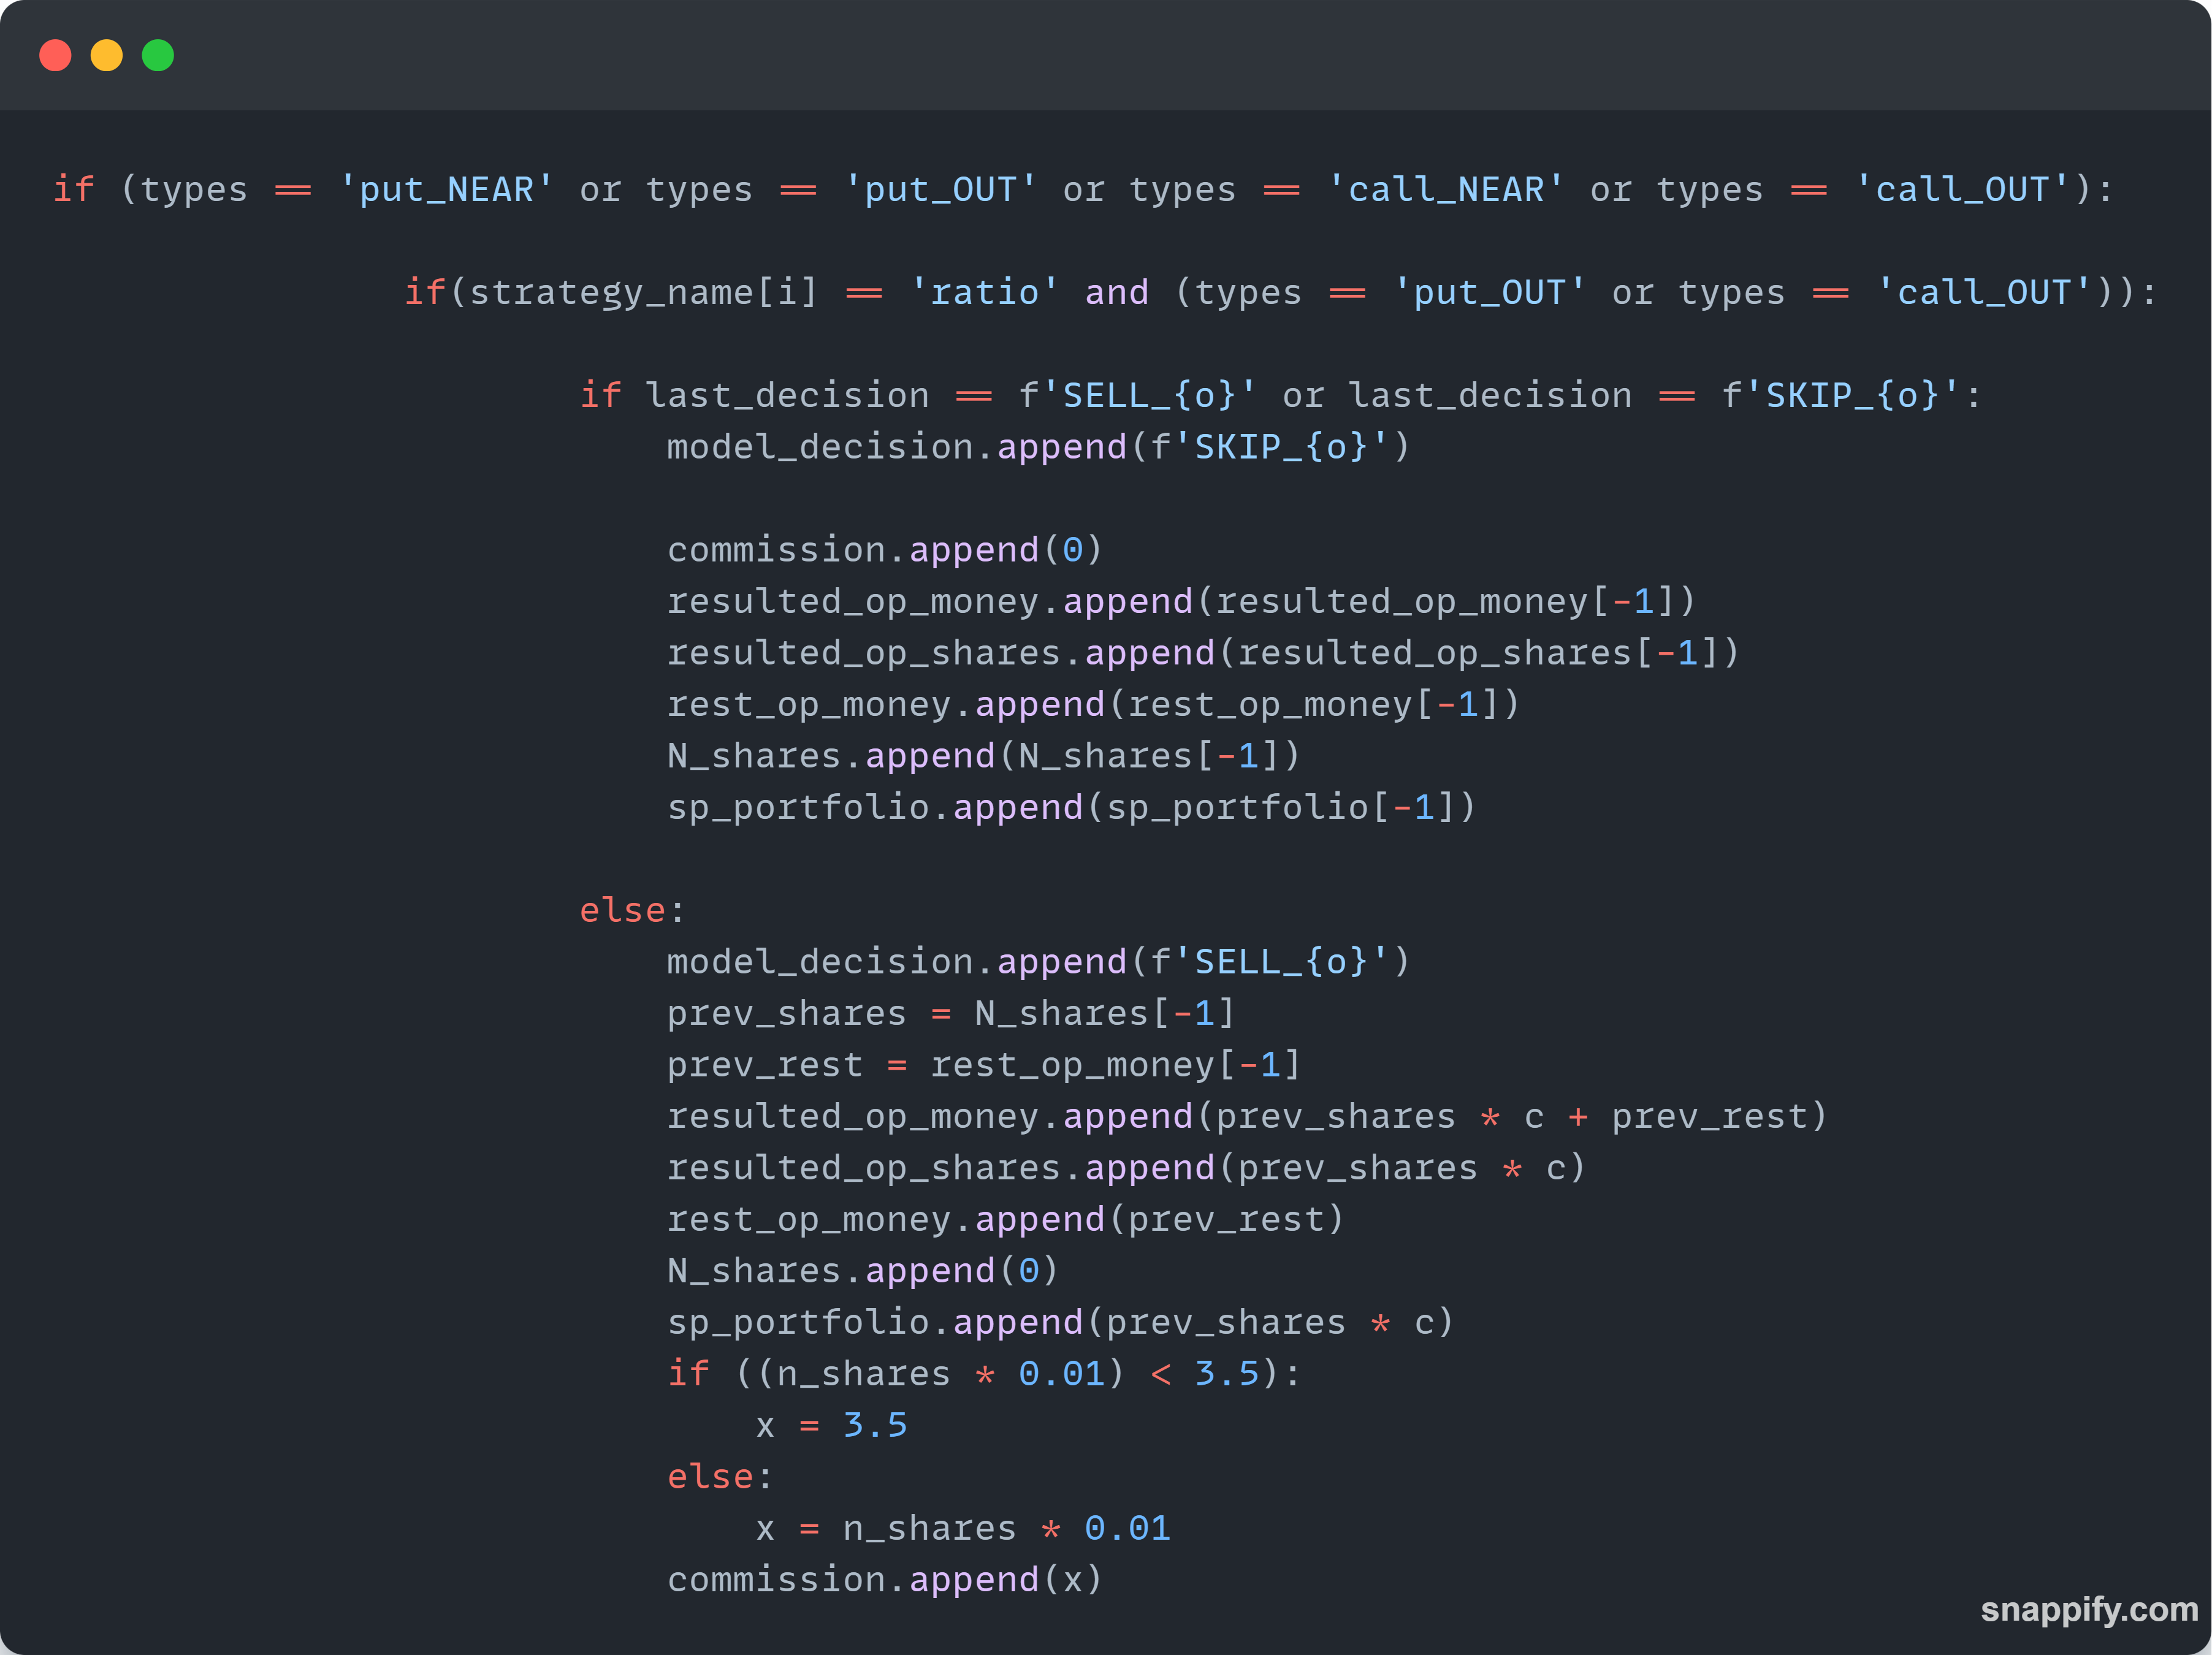 if (types == 'put_NEAR' or types == 'put_OUT' or types == 'call_NEAR' or types == 'call_OUT'):
if(strategy_name[i] == 'ratio' and (types == 'put_OUT' or types == 'call_OUT')):
if last_decision == f'SELL_{o}' or last_decision == f'SKIP_{o}':
model_decision.append(f'SKIP_{o}')
commission.append(0)
resulted_op_money.append(resulted_op_money[-1])
resulted_op_shares.append(resulted_op_shares[-1])
rest_op_money.append(rest_op_money[-1])
N_shares.append(N_shares[-1])
sp_portfolio.append(sp_portfolio[-1])
else:
model_decision.append(f'SELL_{o}')
prev_shares = N_shares[-1]
prev_rest = rest_op_money[-1]
resulted_op_money.append(prev_shares * c + prev_rest)
resulted_op_shares.append(prev_shares * c)
rest_op_money.append(prev_rest)
N_shares.append(0)
sp_portfolio.append(prev_shares * c)
if ((n_shares * 0.01) < 3.5):
x = 3.5
else:
x = n_shares * 0.01
commission.append(x)
snappify.com